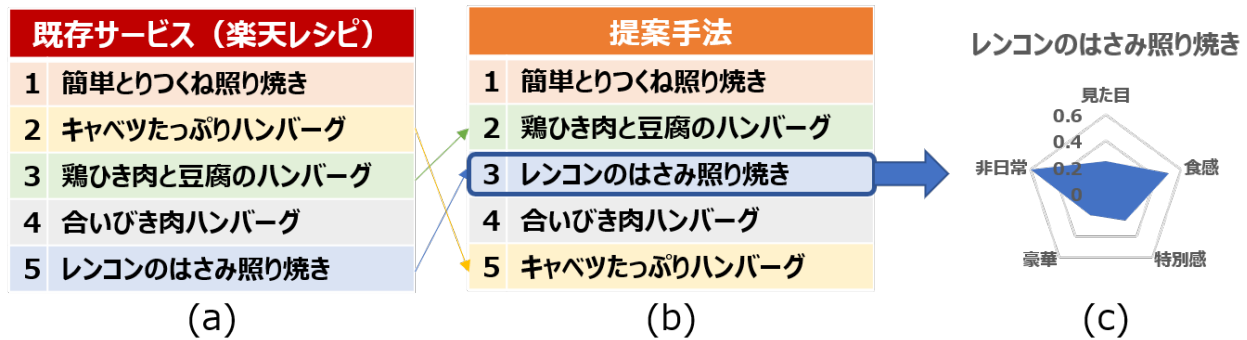 既存サービス（楽天レシピ）
1 簡単とりつくね照り焼き
2 キャベツたっぷりハンバーグ
3 鶏ひき肉と豆腐のハンバーグ
4 合いびき肉ハンバーグ
5 レンコンのはさみ照り焼き
(a)
提案手法
1 簡単とりつくね照り焼き
2 鶏ひき肉と豆腐のハンバーグ
3 レンコンのはさみ照り焼き
4 合いびき肉ハンバーグ
5 キャベツたっぷりハンバーグ
(b)
レンコンのはさみ照り焼き
見た目
0.6
0.4
0.2
0
非日常
食感
豪華
特別感
(c)